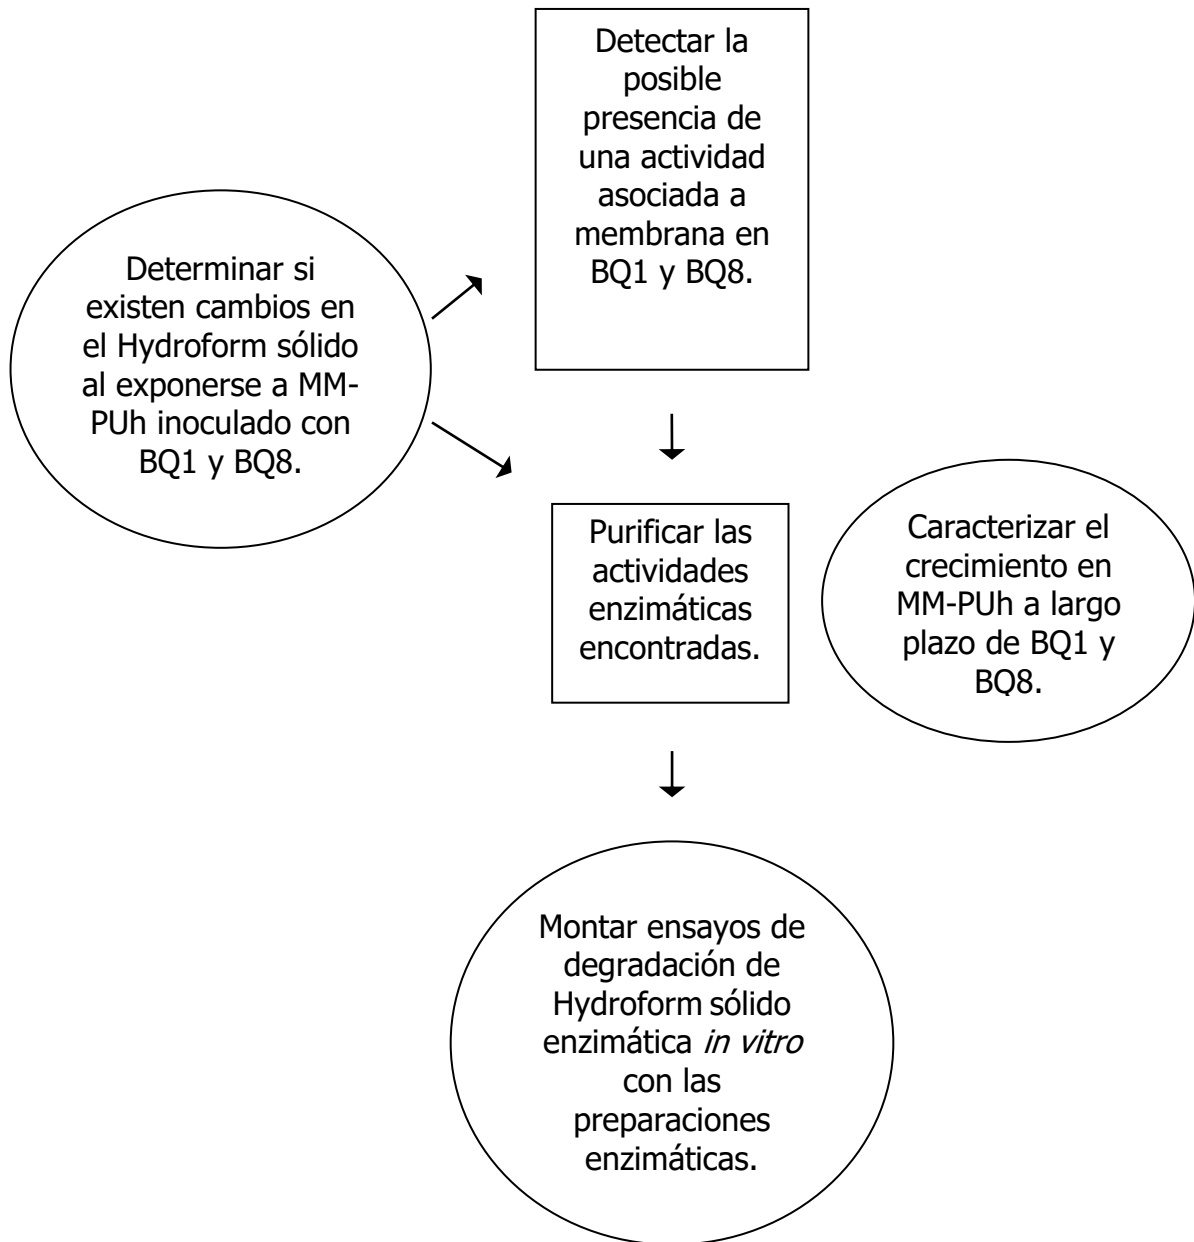 Detectar la
posible
presencia de
una actividad
asociada a
membrana en
BQ1 y BQ8.
Determinar si
existen cambios en
el Hydroform sólido
al exponerse a MM-
PUh inoculado con
BQ1 y BQ8.
Purificar las
actividades
enzimáticas
encontradas.
Caracterizar el
crecimiento en
MM-PUh a largo
plazo de BQ1 y
BQ8.
Montar ensayos de
degradación de
Hydroform sólido
enzimática in vitro
con las
preparaciones
enzimáticas.